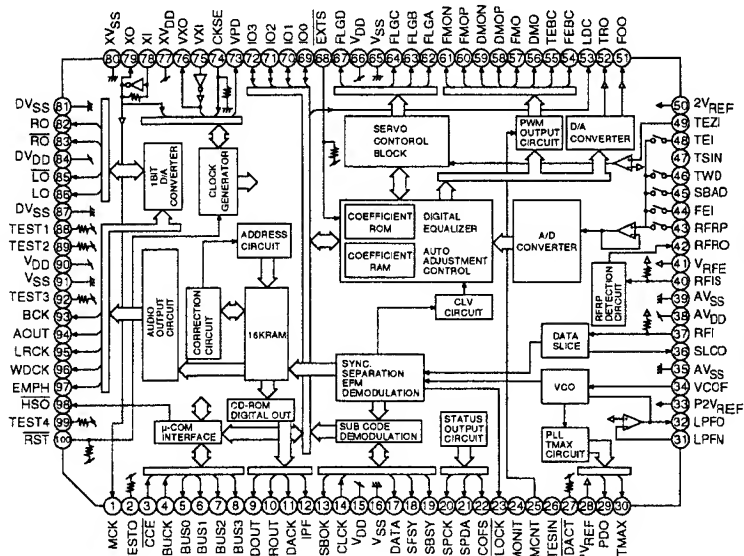 XVSS XO XI XVDD VXO VXI CKSE VPD IO3 IO2 IO1 IO0 EXTS FLGD VDD VSS FLGC FLGB FLGA FMON FMOP DMON DMOP FMO DMO TEBC FEBC LDC TRO FOO
80 79 78 77 76 75 74 73 72 71 70 69 68 67 66 65 64 63 62 61 60 59 58 57 56 55 54 53 52 51
DVSS 81
RO 82
RO 83
DVDD 84
LO 85
LO 86
DVSS 87
TEST1 88
TEST2 89
VDD 90
VSS 91
TEST3 92
BCK 93
AOUT 94
LRCK 95
WDCK 96
EMPH 97
HSO 98
TEST4 99
RST 100
1BIT D/A CONVERTER
CLOCK GENERATOR
SERVO CONTOROL BLOCK
PWM OUTPUT CIRCUIT
D/A CONVERTER
ADDRESS CIRCUIT
COEFFICIENT ROM
COEFFICIENT RAM
DIGITAL EQUALIZER
AUTO ADJUSTMENT CONTROL
A/D CONVERTER
RFRP DETECTION CIRCUIT
AUDIO OUTPUT CIRCUIT
CORRECTION CIRCUIT
16KRAM
CLV CIRCUIT
DATA SLICE
SYNC. SEPARATION EFM DEMODULATION
VCO
CD-ROM DIGITAL OUT
μ-COM INTERFACE
SUB CODE DEMODULATION
STATUS OUTPUT CIRCUIT
PLL TMAX CIRCUIT
50 2VREF
49 TEZI
48 TEI
47 TSIN
46 TWD
45 SBAD
44 FEI
43 RFRP
42 RFRO
41 VRFE
40 RFIS
39 AVSS
38 AVDD
37 RFI
36 SLCO
35 AVSS
34 VCOF
33 P2VREF
32 LPFO
31 LPFN
1 2 3 4 5 6 7 8 9 10 11 12 13 14 15 16 17 18 19 20 21 22 23 24 25 26 27 28 29 30
MCK ESTO CCE BUCK BUS0 BUS1 BUS2 BUS3 DOUT ROUT DACK IPF SBOK CLCK VDD VSS DATA SFSY SBSY SPCK SPDA COFS LOCK MONIT MCNT TESIN TACT VREF PDO TMAX